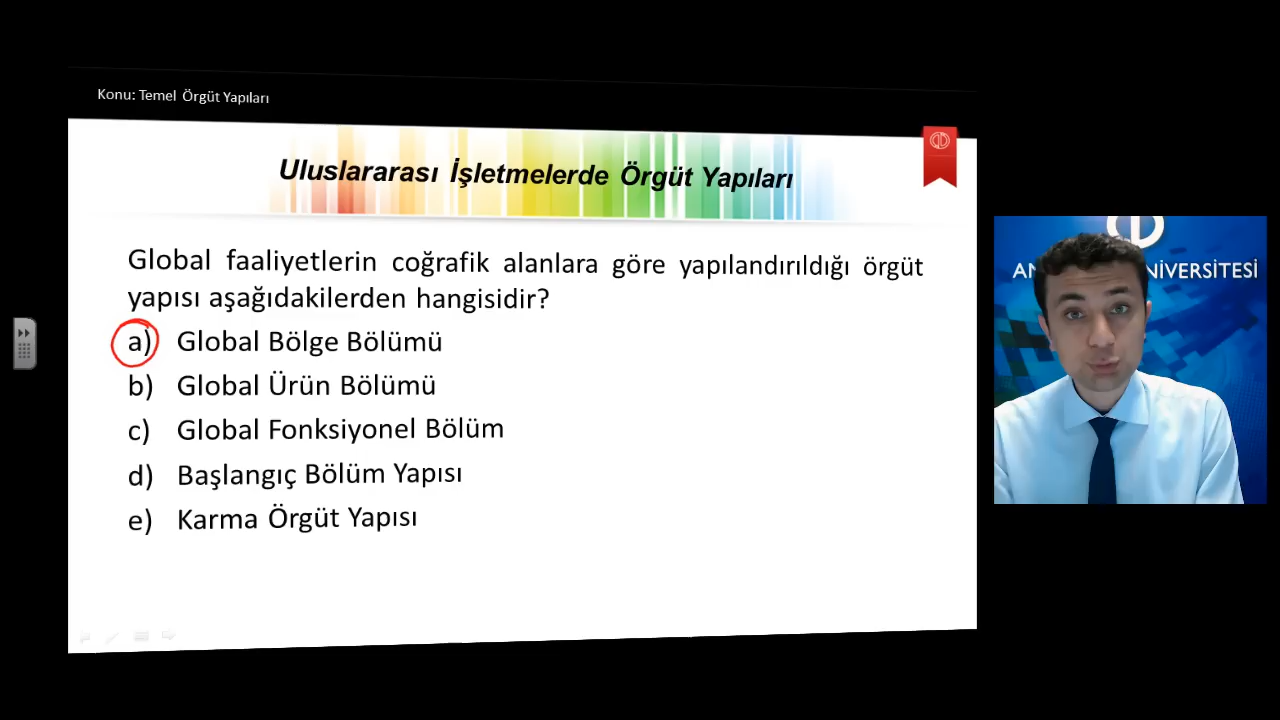 Konu: Temel Örgüt Yapıları
Uluslararası İşletmelerde Örgüt Yapıları
Global faaliyetlerin coğrafik alanlara göre yapılandırıldığı örgüt
yapısı aşağıdakilerden hangisidir?
a) Global Bölge Bölümü
b) Global Ürün Bölümü
c) Global Fonksiyonel Bölüm
d) Başlangıç Bölüm Yapısı
e) Karma Örgüt Yapısı
AN NİVERSİTESİ